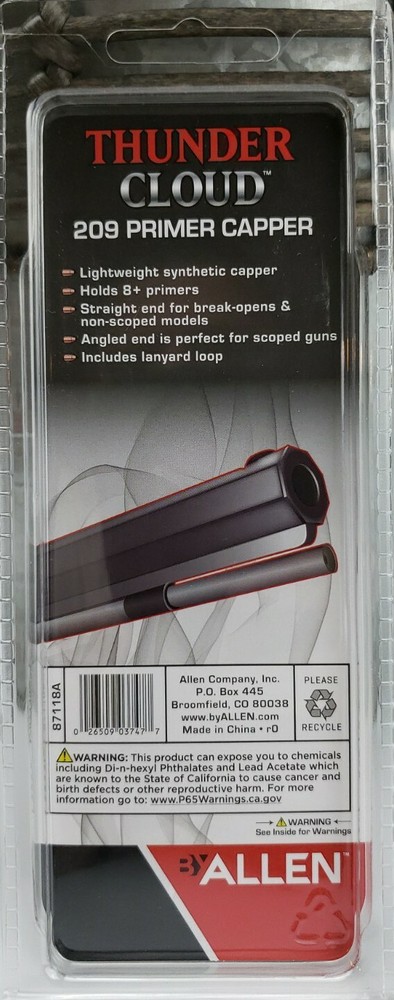 THUNDER
CLOUD™
209 PRIMER CAPPER
Lightweight synthetic capper
Holds 8+ primers
Straight end for break-opens &
non-scoped models
Angled end is perfect for scoped guns
Includes lanyard loop
87118A
0 26509 03747 7
Allen Company, Inc.
P.O. Box 445
Broomfield, CO 80038
www.byALLEN.com
Made in China • r0
PLEASE
RECYCLE
WARNING: This product can expose you to chemicals
including Di-n-hexyl Phthalates and Lead Acetate which
are known to the State of California to cause cancer and
birth defects or other reproductive harm. For more
information go to: www.P65Warnings.ca.gov
WARNING
See Inside for Warnings
BY ALLEN™